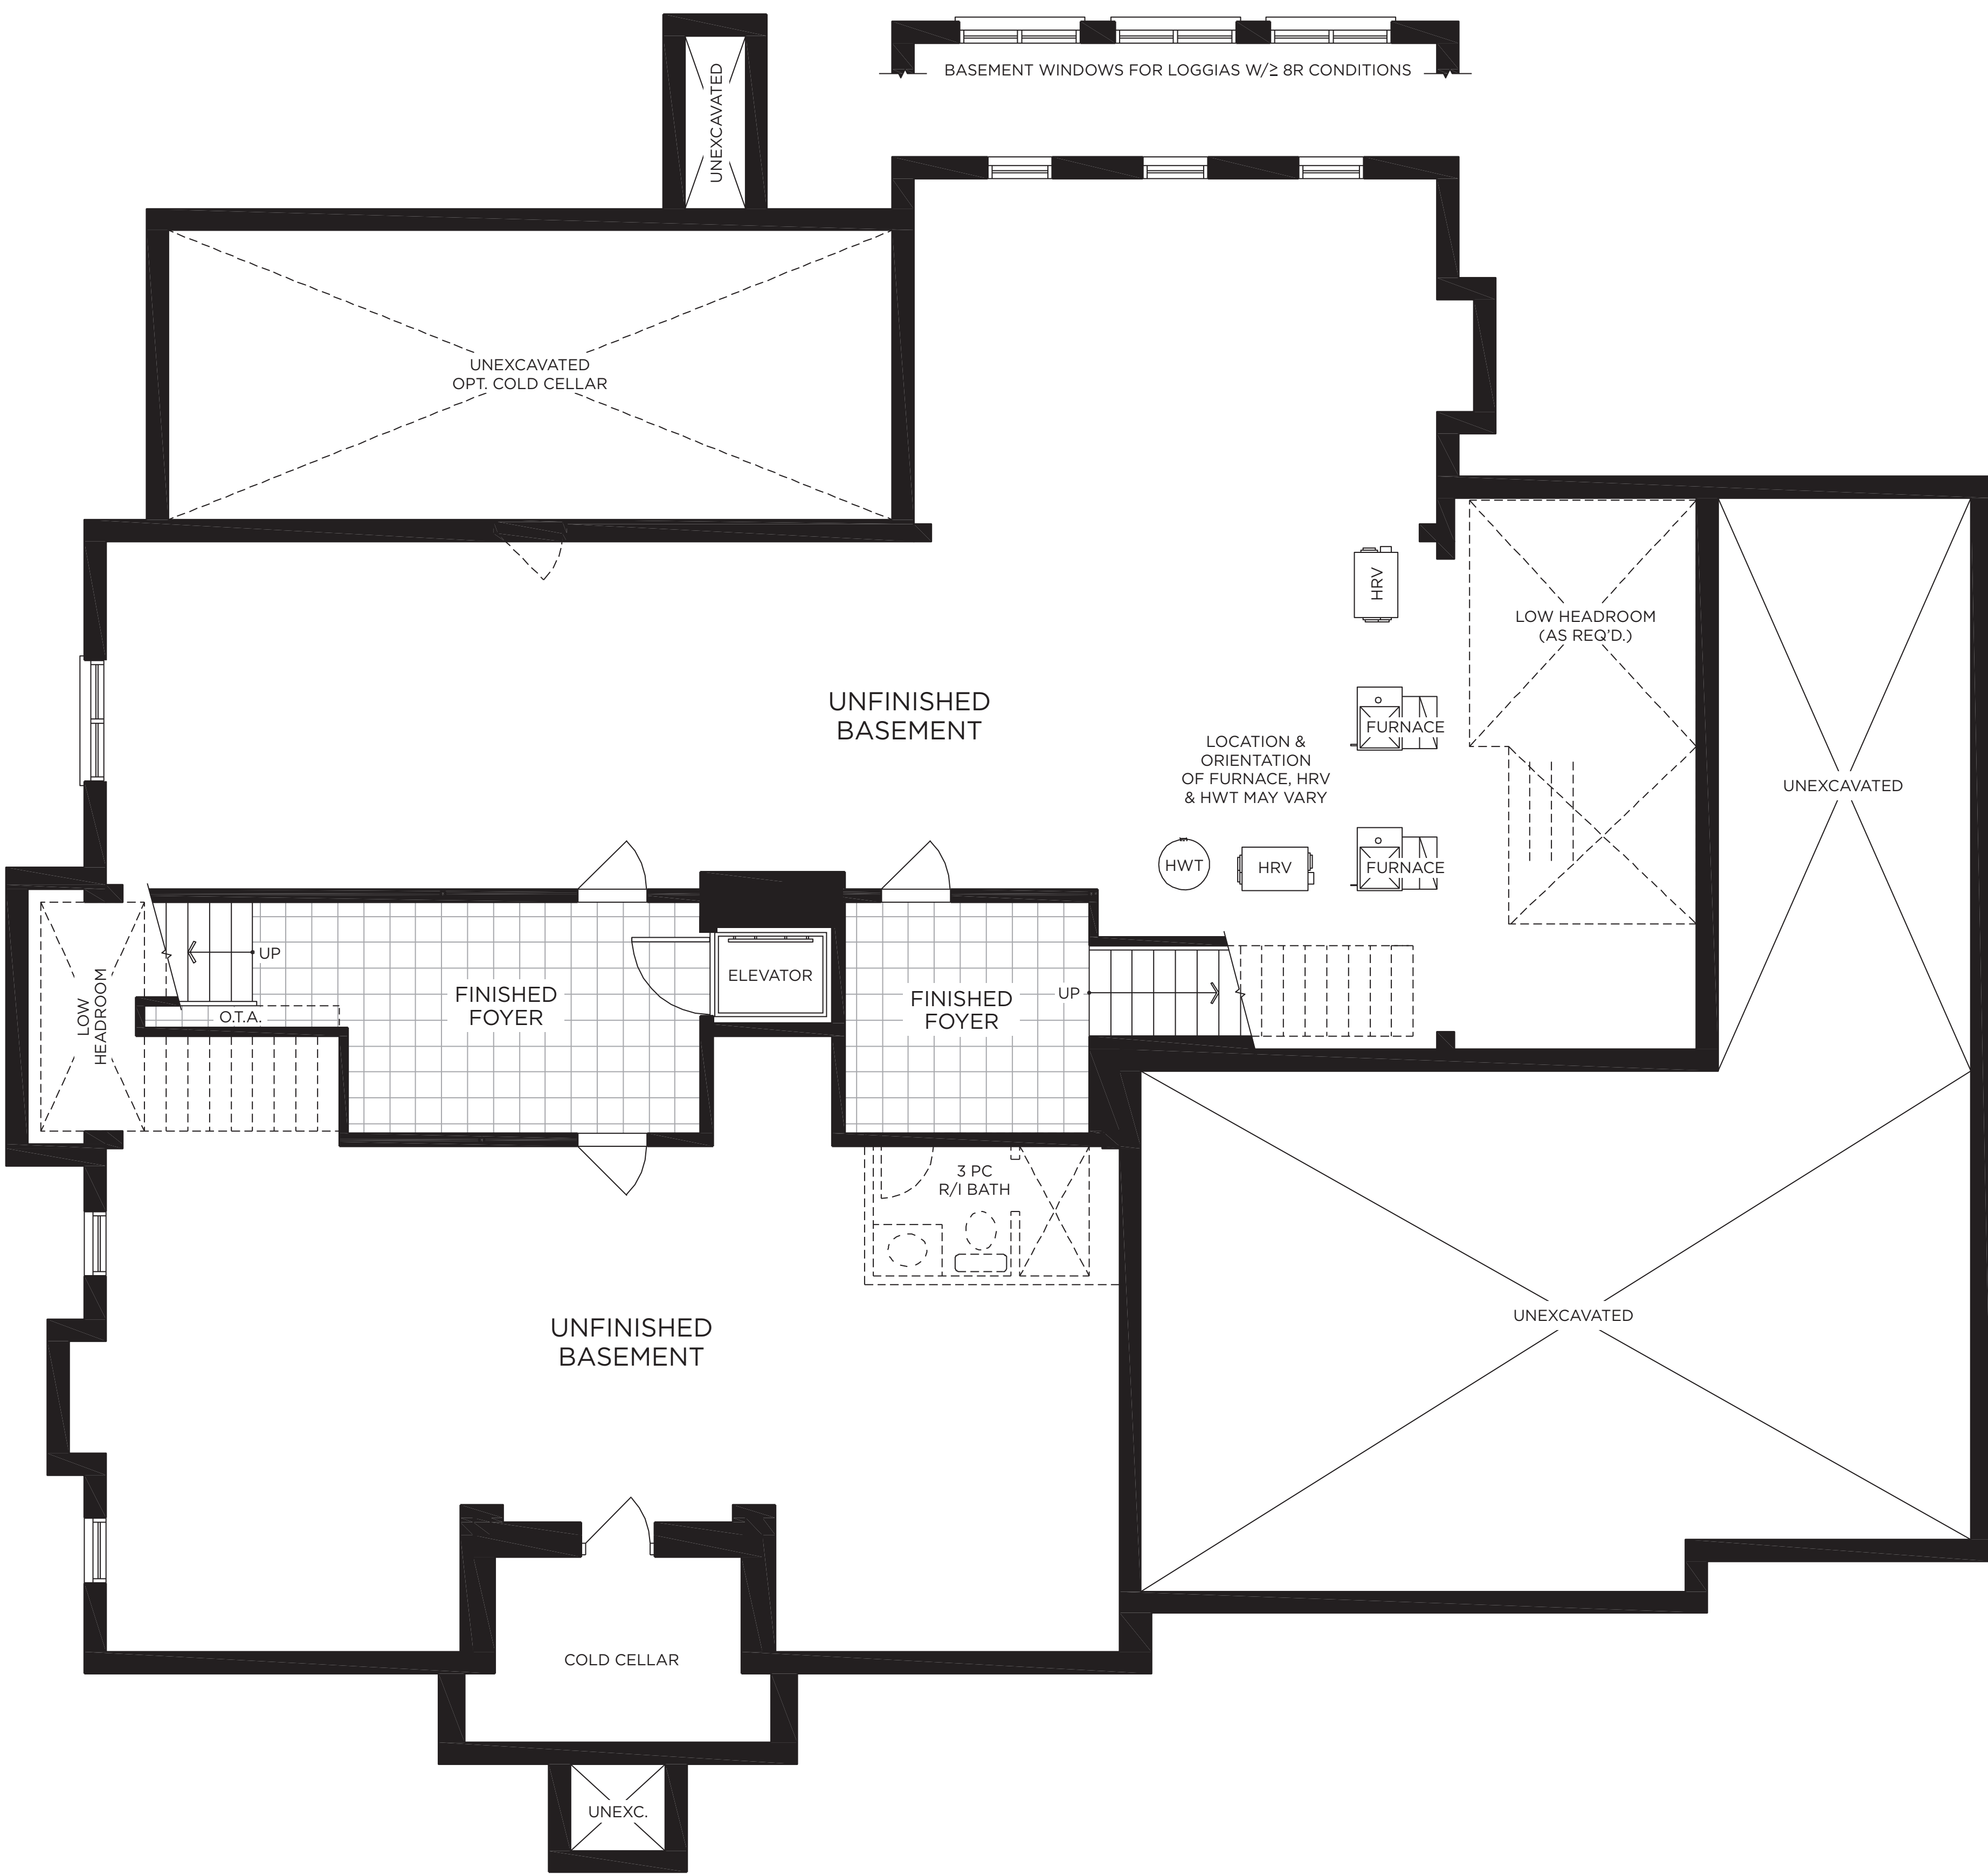 BASEMENT WINDOWS FOR LOGGIAS W/≥ 8R CONDITIONS
UNEXCAVATED
UNEXCAVATED
OPT. COLD CELLAR
HRV
LOW HEADROOM
(AS REQ'D.)
UNFINISHED
BASEMENT
FURNACE
LOCATION &
ORIENTATION
OF FURNACE, HRV
& HWT MAY VARY
UNEXCAVATED
HWT
HRV
FURNACE
UP
ELEVATOR
FINISHED
FOYER
FINISHED
FOYER
UP
LOW
HEADROOM
O.T.A.
3 PC
R/I BATH
UNFINISHED
BASEMENT
UNEXCAVATED
COLD CELLAR
UNEXC.